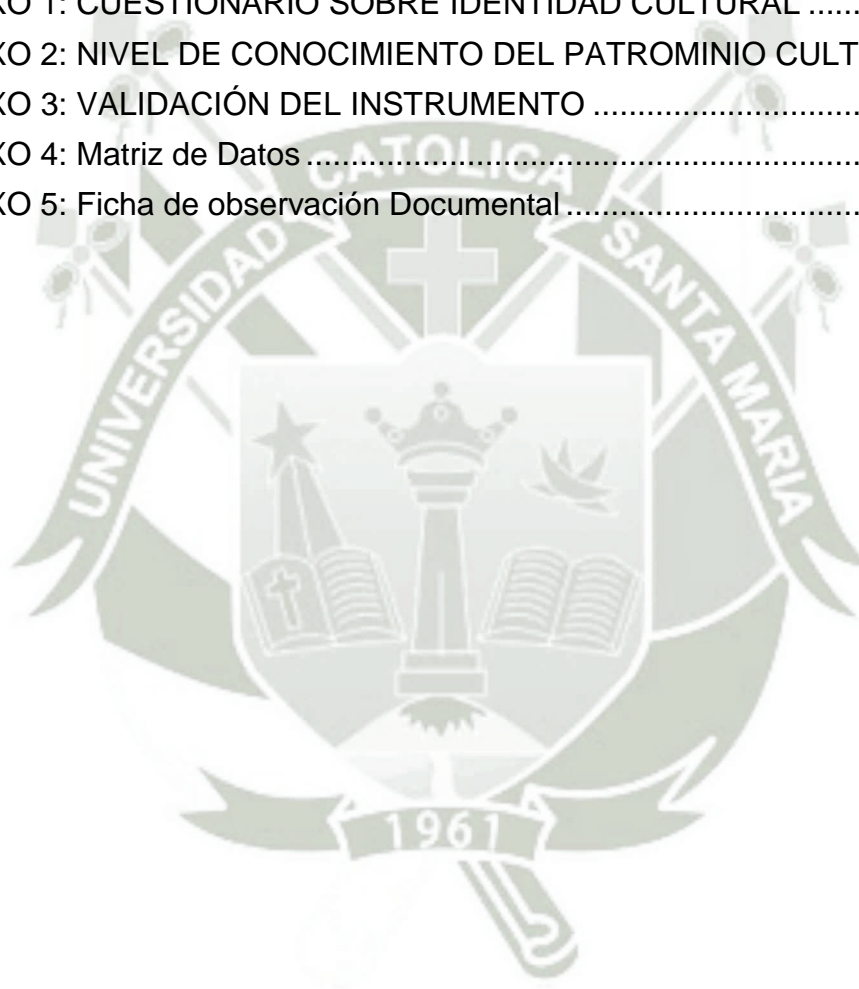 XO 1: CUESTIONARIO SOBRE IDENTIDAD CULTURAL ......
XO 2: NIVEL DE CONOCIMIENTO DEL PATROMINIO CULT
XO 3: VALIDACIÓN DEL INSTRUMENTO .............................
XO 4: Matriz de Datos ...............................................................
XO 5: Ficha de observación Documental .................................
UNIVERSIDAD CATOLICA SANTA MARIA
1961